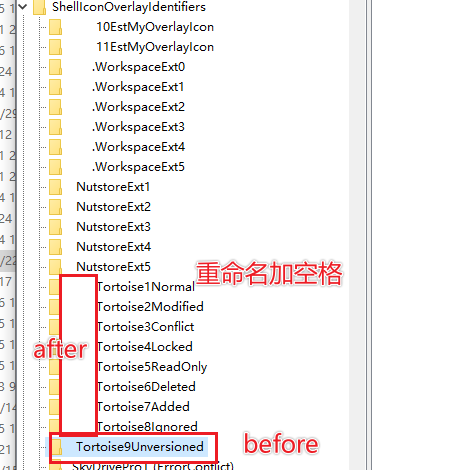 ShellIconOverlayIdentifiers
10EstMyOverlayIcon
11EstMyOverlayIcon
.WorkspaceExt0
.WorkspaceExt1
.WorkspaceExt2
.WorkspaceExt3
.WorkspaceExt4
.WorkspaceExt5
NutstoreExt1
NutstoreExt2
NutstoreExt3
NutstoreExt4
NutstoreExt5
重命名加空格
Tortoise1Normal
Tortoise2Modified
Tortoise3Conflict
after
Tortoise4Locked
Tortoise5ReadOnly
Tortoise6Deleted
Tortoise7Added
Tortoise8Ignored
Tortoise9Unversioned
before
SkyDrivePro1 (ErrorConflict)